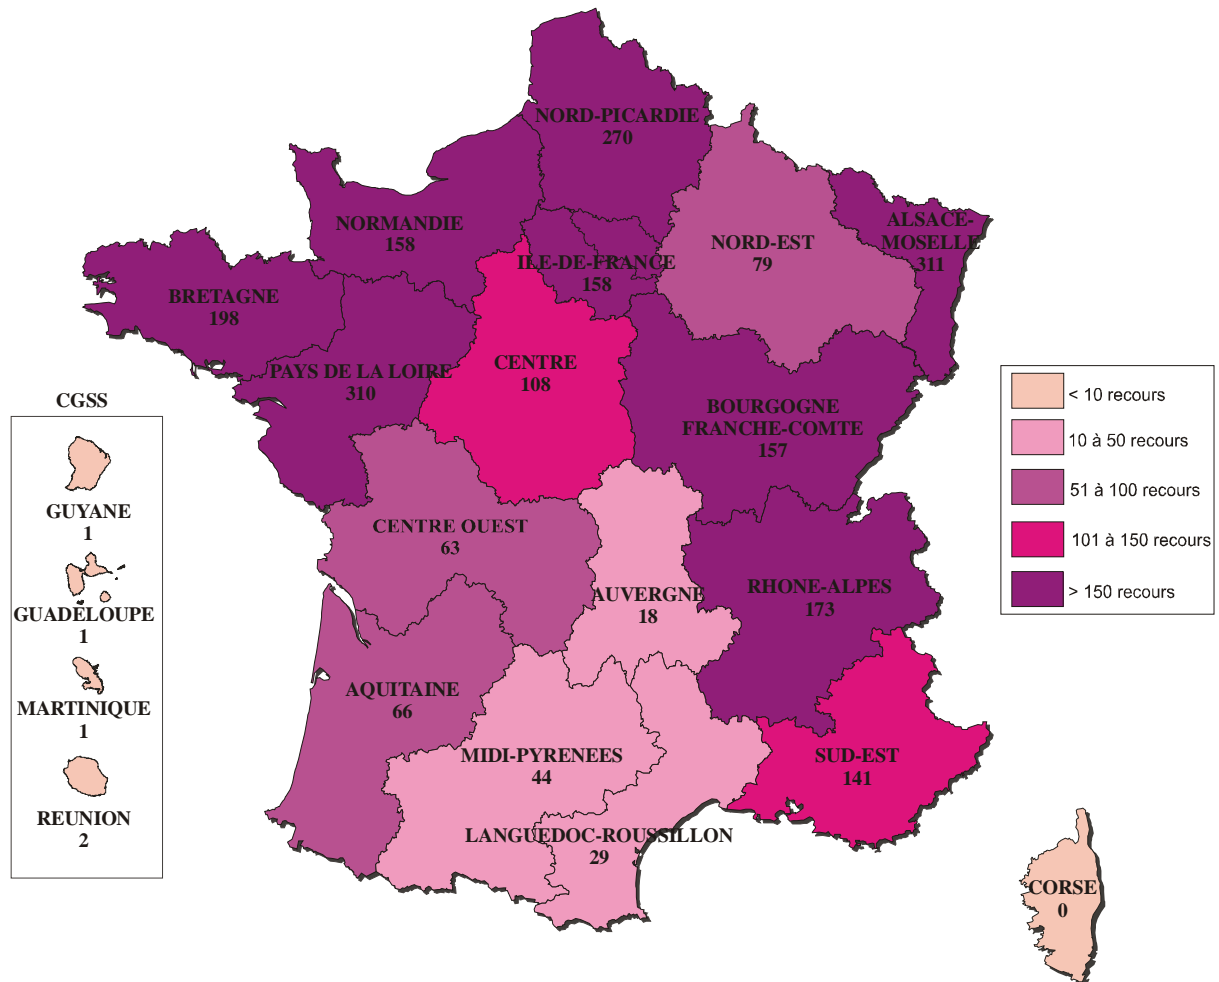 NORD-PICARDIE
270
NORMANDIE
158
ILE-DE-FRANCE
158
NORD-EST
79
ALSACE-
MOSELLE
311
BRETAGNE
198
PAYS DE LA LOIRE
310
CENTRE
108
BOURGOGNE
FRANCHE-COMTE
157
CENTRE OUEST
63
AUVERGNE
18
RHONE-ALPES
173
AQUITAINE
66
MIDI-PYRENEES
44
LANGUEDOC-ROUSSILLON
29
SUD-EST
141
CORSE
0
CGSS
GUYANE
1
GUADELOUPE
1
MARTINIQUE
1
REUNION
2
< 10 recours
10 à 50 recours
51 à 100 recours
101 à 150 recours
> 150 recours